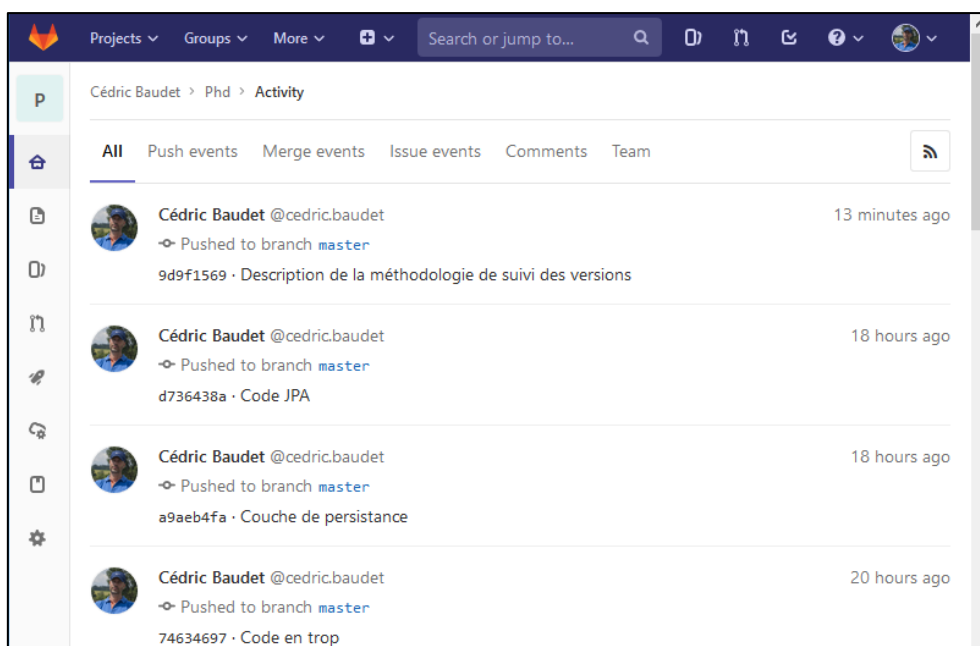 Projects Groups More Search or jump to...
P Cédric Baudet > Phd > Activity
All Push events Merge events Issue events Comments Team
Cédric Baudet @cedric.baudet 13 minutes ago
Pushed to branch master
9d9f1569 · Description de la méthodologie de suivi des versions
Cédric Baudet @cedric.baudet 18 hours ago
Pushed to branch master
d736438a · Code JPA
Cédric Baudet @cedric.baudet 18 hours ago
Pushed to branch master
a9aeb4fa · Couche de persistance
Cédric Baudet @cedric.baudet 20 hours ago
Pushed to branch master
74634697 · Code en trop